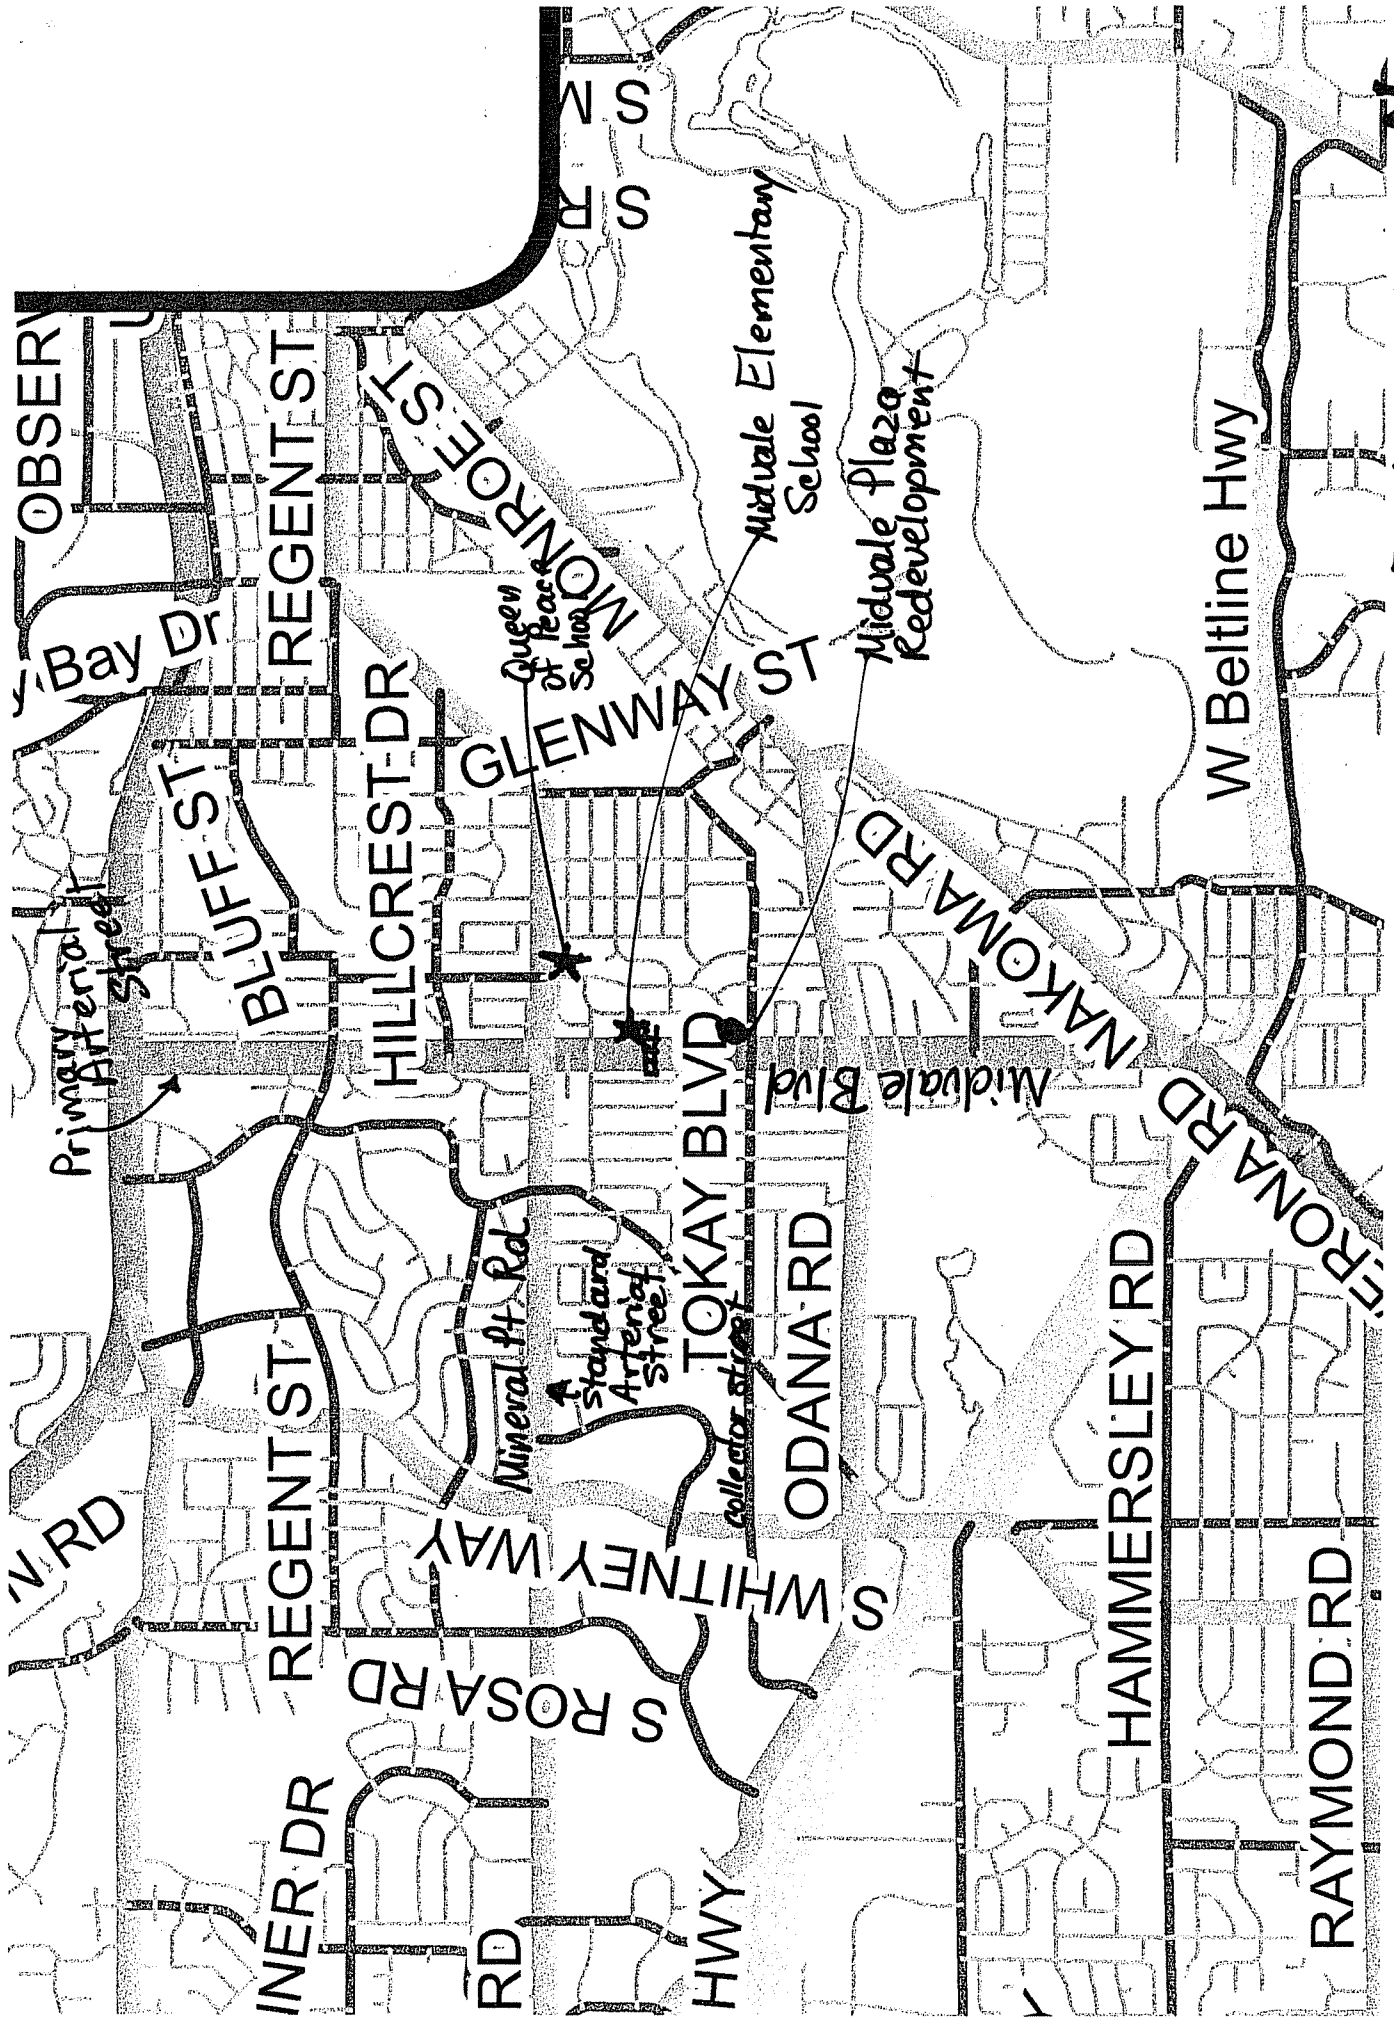 OBSERV
S M
S R
Bay Dr
REGENT ST
MONROE ST
BLUFF ST
HILLCREST DR
GLENWAY ST
Queen
of Peace
School
Midvale Elementary
School
Midvale Plaza
Redevelopment
Primary
Arterial
Street
TOKAY BLVD
Midvale Blvd
NAKOMA RD
W Beltline Hwy
VERONA RD
REGENT ST
Mineral Pt. Rd
Standard
Arterial
Street
Collector street
ODANA RD
HAMMERSLEY RD
RAYMOND RD
S WHITNEY WAY
S ROSA RD
RD
INER DR
RD
HWY